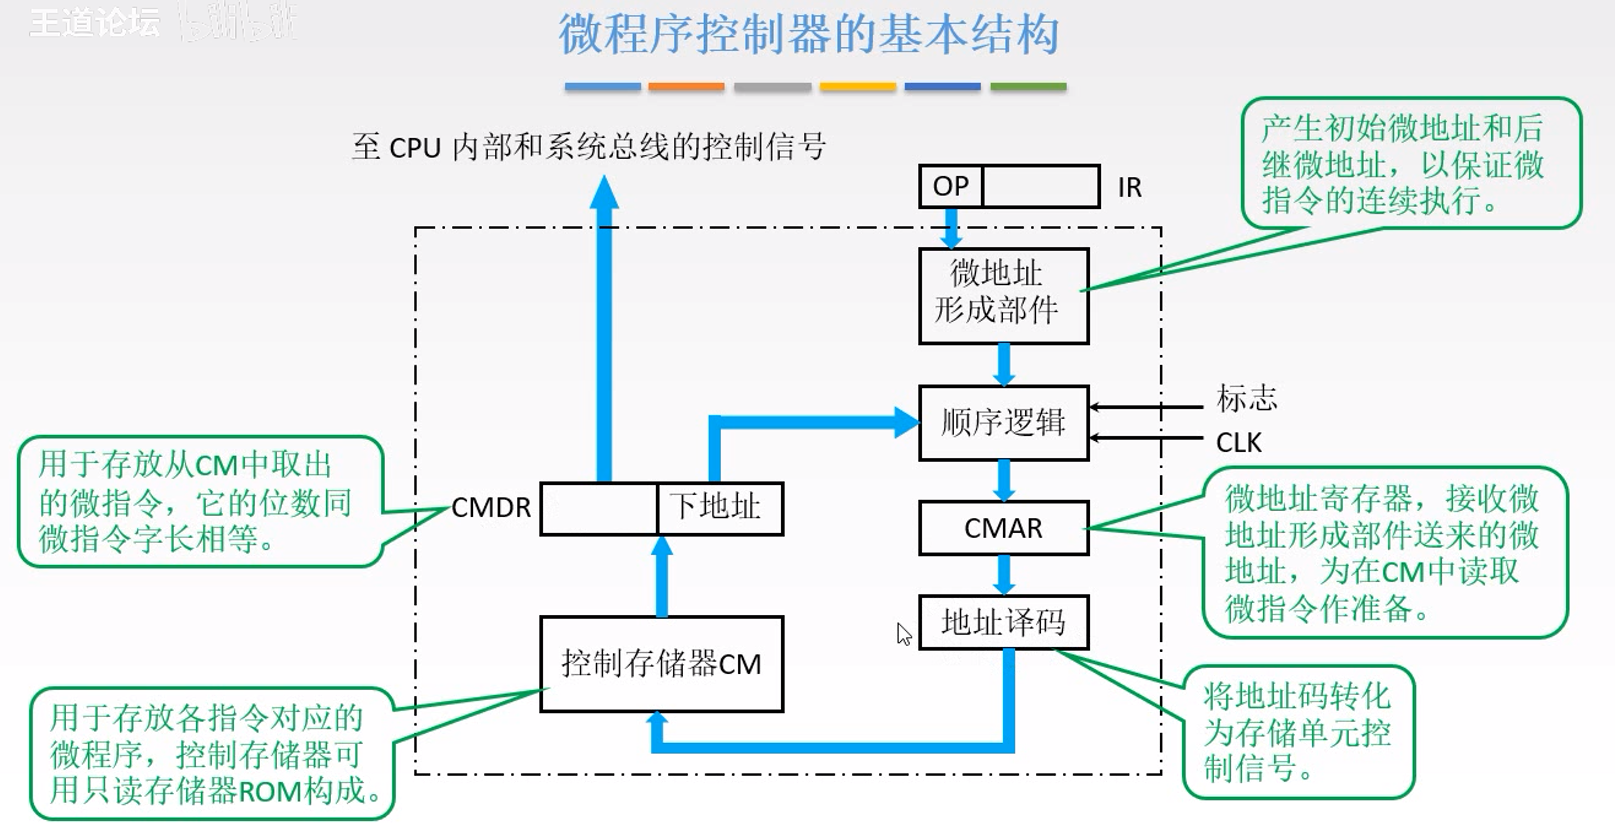 王道论坛 bilibili
微程序控制器的基本结构
至 CPU 内部和系统总线的控制信号
OP
IR
产生初始微地址和后
继微地址，以保证微
指令的连续执行。
微地址
形成部件
顺序逻辑
标志
CLK
用于存放从CM中取出
的微指令，它的位数同
微指令字长相等。
CMDR
下地址
CMAR
微地址寄存器，接收微
地址形成部件送来的微
地址，为在CM中读取
微指令作准备。
地址译码
控制存储器CM
用于存放各指令对应的
微程序，控制存储器可
用只读存储器ROM构成。
将地址码转化
为存储单元控
制信号。